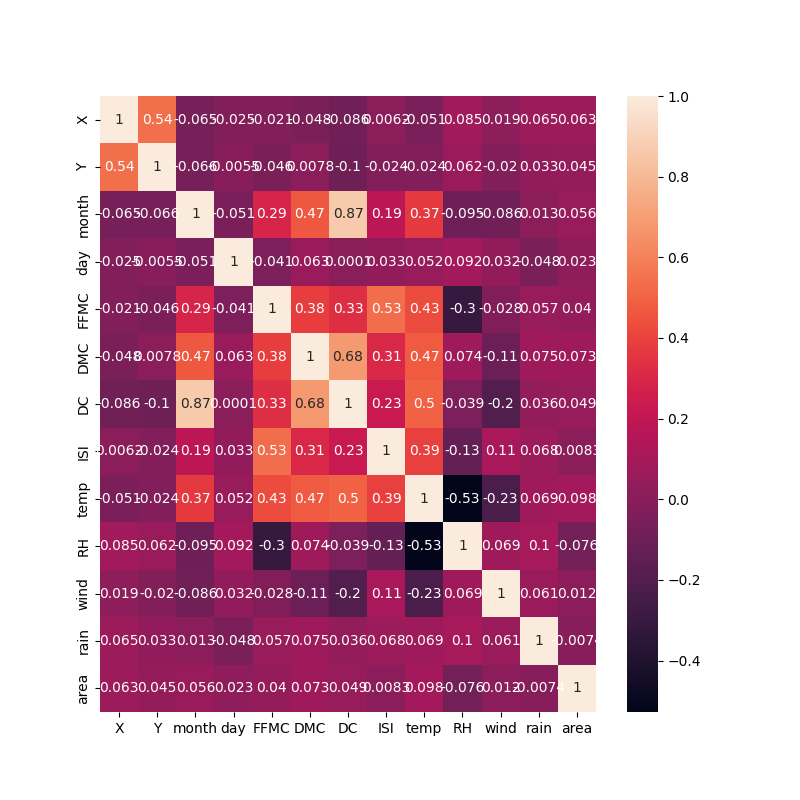 X 1 0.54 -0.065 -0.025 -0.021 -0.048 -0.086 0.0062 -0.051 0.085 0.019 0.065 0.063
Y 0.54 1 -0.066 -0.0055 -0.046 0.0078 -0.1 -0.024 -0.024 0.062 -0.02 0.033 0.045
month -0.065 -0.066 1 -0.051 0.29 0.47 0.87 0.19 0.37 -0.095 -0.086 0.013 0.056
day -0.025 -0.0055 -0.051 1 -0.041 0.063 0.033 0.052 0.092 0.032 -0.048 0.023
FFMC -0.021 -0.046 0.29 -0.041 1 0.38 0.33 0.53 0.43 -0.3 -0.028 0.057 0.04
DMC -0.048 0.0078 0.47 0.063 0.38 1 0.68 0.31 0.47 0.074 -0.11 0.075 0.073
DC -0.086 -0.1 0.87 0.33 0.68 1 0.23 0.5 -0.039 -0.2 0.036 0.049
ISI 0.0062 -0.024 0.19 0.033 0.53 0.31 0.23 1 0.39 -0.13 0.11 0.068 0.0083
temp -0.051 -0.024 0.37 0.052 0.43 0.47 0.5 0.39 1 -0.53 -0.23 0.069 0.098
RH 0.085 0.062 -0.095 0.092 -0.3 0.074 -0.039 -0.13 -0.53 1 0.069 0.1 -0.076
wind 0.019 -0.02 -0.086 0.032 -0.028 -0.11 -0.2 0.11 -0.23 0.069 1 0.061 0.012
rain 0.065 0.033 0.013 -0.048 0.057 0.075 0.036 0.068 0.069 0.1 0.061 1 -0.0074
area 0.063 0.045 0.056 0.023 0.04 0.073 0.049 0.0083 0.098 -0.076 0.012 -0.0074 1
X Y month day FFMC DMC DC ISI temp RH wind rain area
1.0
0.8
0.6
0.4
0.2
0.0
−0.2
−0.4